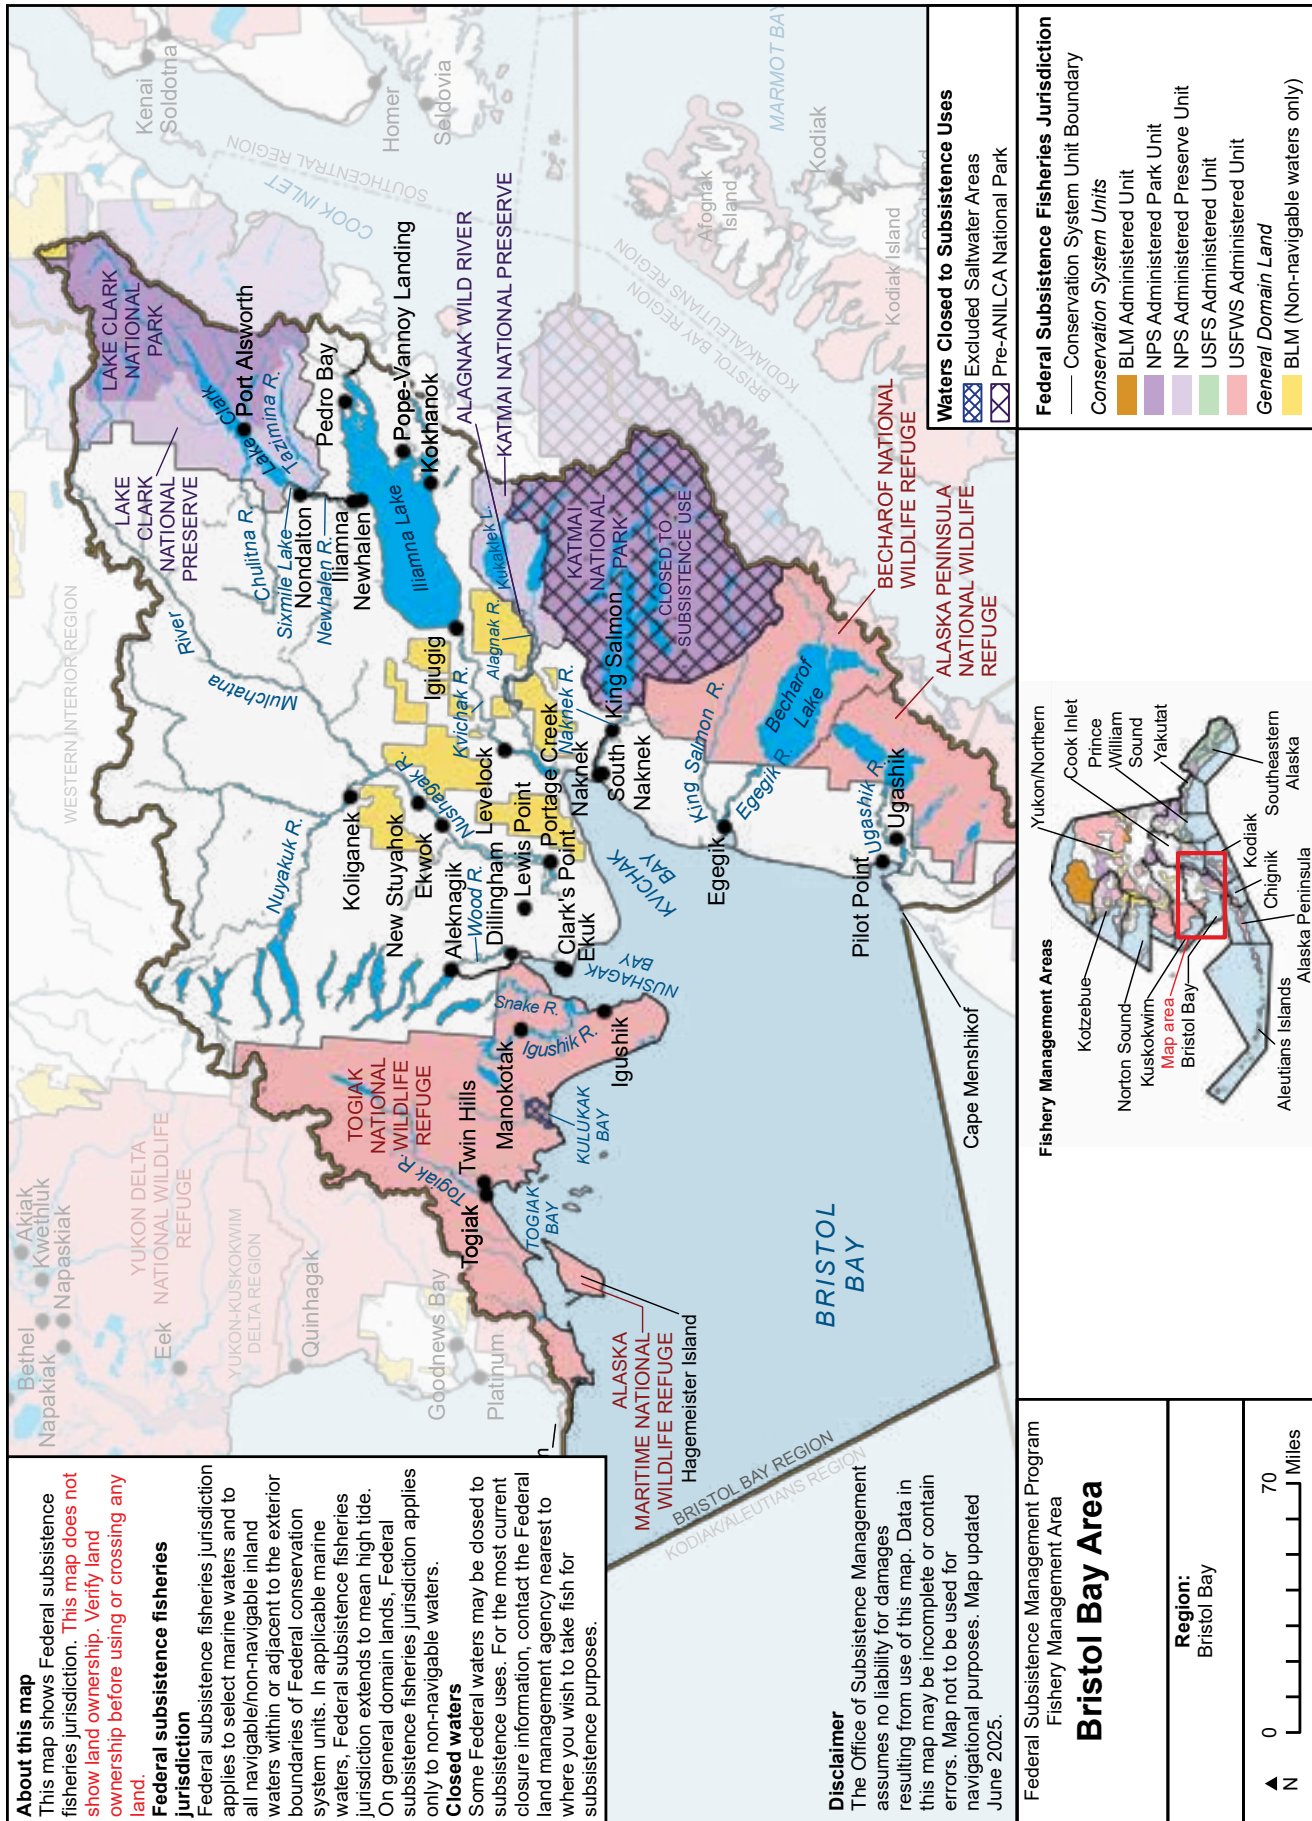 About this map
This map shows Federal subsistence
fisheries jurisdiction. This map does not
show land ownership. Verify land
ownership before using or crossing any
land.
Federal subsistence fisheries
jurisdiction
Federal subsistence fisheries jurisdiction
applies to select marine waters and to
all navigable/non-navigable inland
waters within or adjacent to the exterior
boundaries of Federal conservation
system units. In applicable marine
waters, Federal subsistence fisheries
jurisdiction extends to mean high tide.
On general domain lands, Federal
subsistence fisheries jurisdiction applies
only to non-navigable waters.
Closed waters
Some Federal waters may be closed to
subsistence uses. For the most current
closure information, contact the Federal
land management agency nearest to
where you wish to take fish for
subsistence purposes.
Disclaimer
The Office of Subsistence Management
assumes no liability for damages
resulting from use of this map. Data in
this map may be incomplete or contain
errors. Map not to be used for
navigational purposes. Map updated
June 2025.
Bethel
Akiak
Kwethluk
Napaskiak
Napakiak
Eek
YUKON DELTA
NATIONAL WILDLIFE
REFUGE
YUKON-KUSKOKWIM
DELTA REGION
Quinhagak
Goodnews Bay
Platinum
WESTERN INTERIOR REGION
TOGIAK
NATIONAL
WILDLIFE
REFUGE
Togiak R.
Togiak
Twin Hills
Manokotak
Snake R.
Igushik R.
Igushik
KULUKAK
BAY
TOGIAK
BAY
ALASKA
MARITIME NATIONAL
WILDLIFE REFUGE
Hagemeister Island
BRISTOL
BAY
BRISTOL BAY REGION
KODIAK/ALEUTIANS REGION
Nuyakuk R.
Koliganek
New Stuyahok
Ekwok
Nushagak R.
Aleknagik
Wood R.
Dillingham
Lewis Point
Portage Creek
Clark's Point
Ekuk
NUSHAGAK
BAY
KVICHAK
BAY
Mulchatna
River
Levelock
Kvichak R.
Igiugig
Alagnak R.
Naknek R.
Naknek
South
Naknek
King Salmon
King Salmon R.
Egegik
Egegik R.
Becharof
Lake
Ugashik R.
Ugashik
Pilot Point
Cape Menshikof
LAKE
CLARK
NATIONAL
PRESERVE
LAKE CLARK
NATIONAL
PARK
Lake Clark
Port Alsworth
Tazimina R.
Chulitna R.
Sixmile Lake
Nondalton
Newhalen R.
Iliamna
Newhalen
Pedro Bay
Pope-Vannoy Landing
Kokhanok
Iliamna Lake
Kukaklek L.
ALAGNAK WILD RIVER
KATMAI NATIONAL PRESERVE
KATMAI
NATIONAL
PARK
CLOSED TO
SUBSISTENCE USE
BECHAROF NATIONAL
WILDLIFE REFUGE
ALASKA PENINSULA
NATIONAL WILDLIFE
REFUGE
Kenai
Soldotna
Homer
Seldovia
COOK INLET
SOUTHCENTRAL REGION
BRISTOL BAY REGION
KODIAK/ALEUTIANS REGION
Afognak
Island
MARMOT BAY
Kodiak
Kodiak Island
Waters Closed to Subsistence Uses
Excluded Saltwater Areas
Pre-ANILCA National Park
Federal Subsistence Fisheries Jurisdiction
Conservation System Unit Boundary
Conservation System Units
BLM Administered Unit
NPS Administered Park Unit
NPS Administered Preserve Unit
USFS Administered Unit
USFWS Administered Unit
General Domain Land
BLM (Non-navigable waters only)
Fishery Management Areas
Kotzebue
Norton Sound
Kuskokwim
Map area
Bristol Bay
Aleutians Islands
Alaska Peninsula
Chignik
Kodiak
Southeastern
Alaska
Yakutat
Prince
William
Sound
Cook Inlet
Yukon/Northern
Federal Subsistence Management Program
Fishery Management Area
Bristol Bay Area
Region:
Bristol Bay
N
0
70
Miles